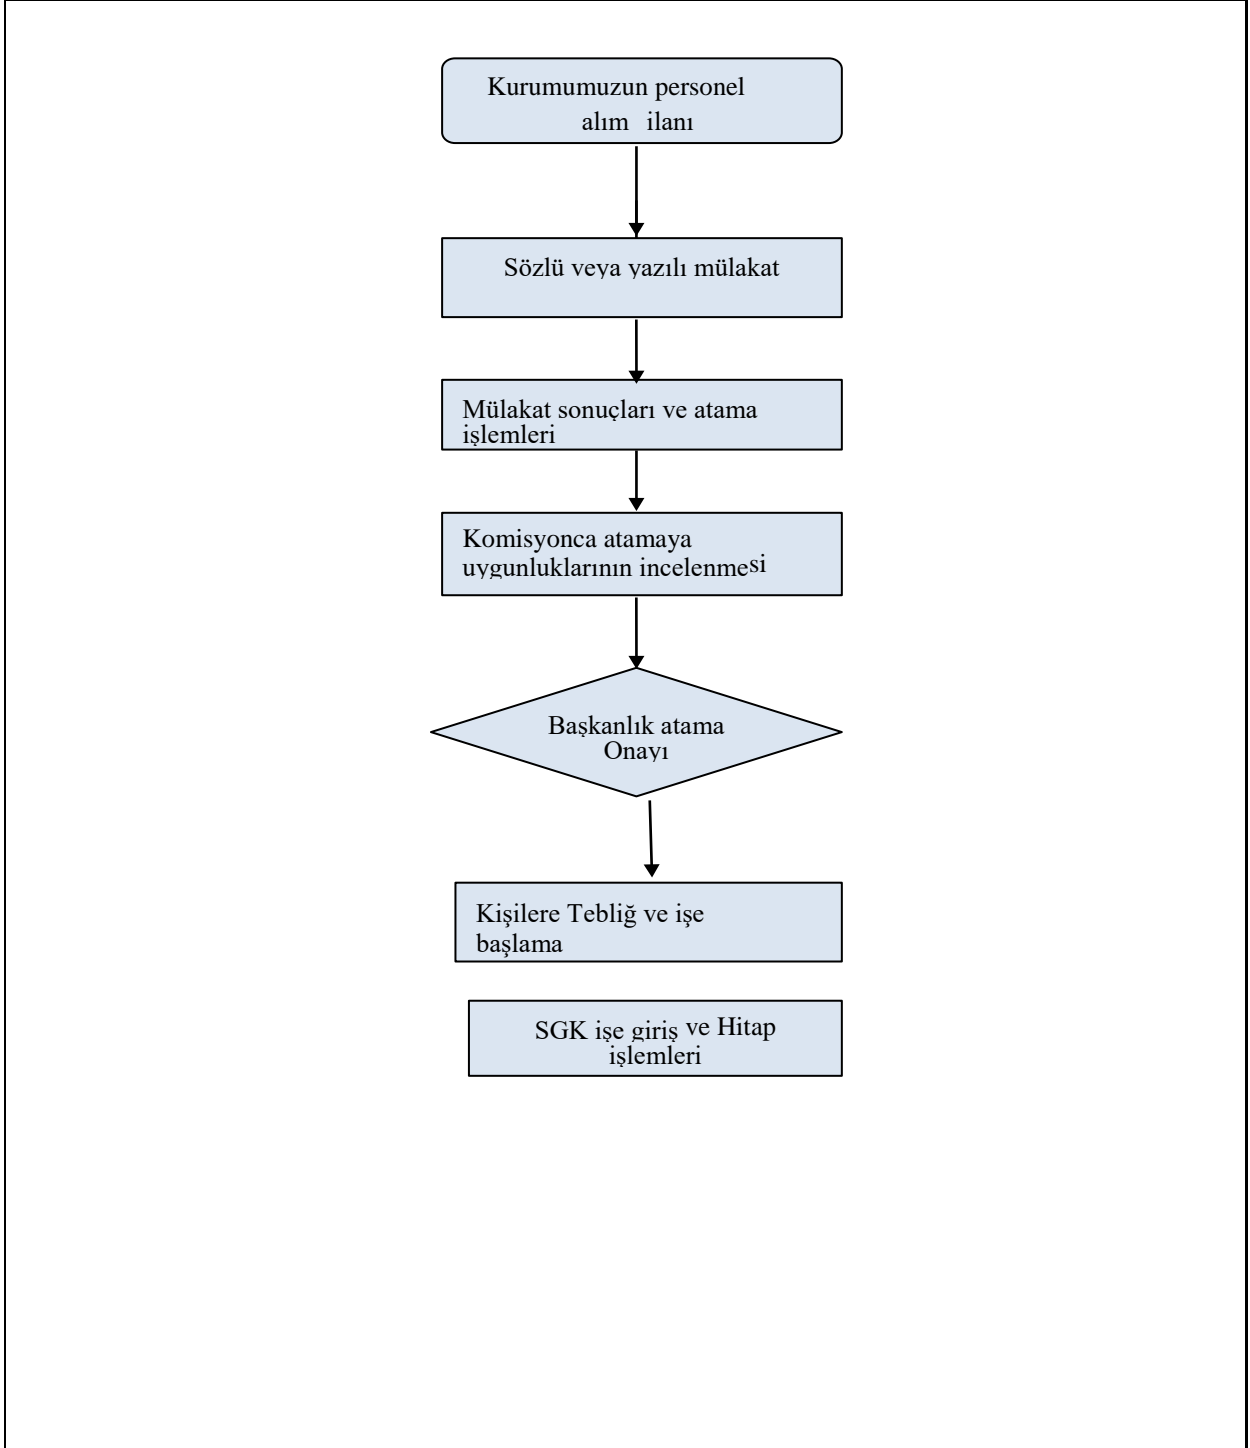 Kurumumuzun personel
alım ilanı
Sözlü veya yazılı mülakat
Mülakat sonuçları ve atama
işlemleri
Komisyonca atamaya
uygunluklarının incelenmesi
Başkanlık atama
Onayı
Kişilere Tebliğ ve işe
başlama
SGK işe giriş ve Hitap
işlemleri